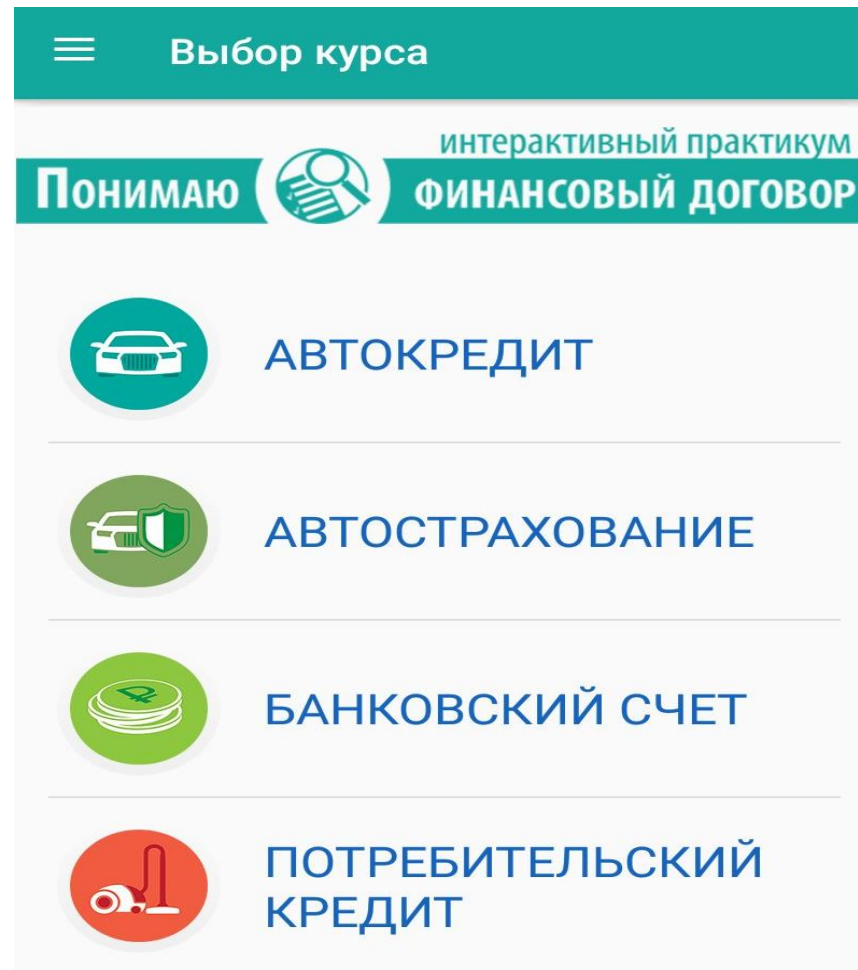 Выбор курса
интерактивный практикум
Понимаю финансовый договор
АВТОКРЕДИТ
АВТОСТРАХОВАНИЕ
БАНКОВСКИЙ СЧЕТ
ПОТРЕБИТЕЛЬСКИЙ
КРЕДИТ